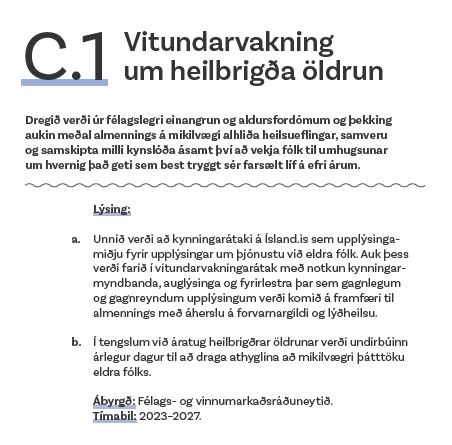 C.1
Vitundarvakning
um heilbrigða öldrun
Dregið verði úr félagslegri einangrun og aldursfordómum og þekking
aukin meðal almennings á mikilvægi alhliða heilsueflingar, samveru
og samskipta milli kynslóða ásamt því að vekja fólk til umhugsunar
um hvernig það geti sem best tryggt sér farsælt líf á efri árum.
Lýsing:
a. Unnið verði að kynningarátaki á Ísland.is sem upplýsinga-
miðju fyrir upplýsingar um þjónustu við eldra fólk. Auk þess
verði farið í vitundarvakningarátak með notkun kynningar-
myndbanda, auglýsinga og fyrirlestra þar sem gagnlegum
og gagnreyndum upplýsingum verði komið á framfæri til
almennings með áherslu á forvarnargildi og lýðheilsu.
b. Í tengslum við áratug heilbrigðrar öldrunar verði undirbúinn
árlegur dagur til að draga athyglina að mikilvægri þátttöku
eldra fólks.
Ábyrgð: Félags- og vinnumarkaðsráðuneytið.
Tímabil: 2023–2027.